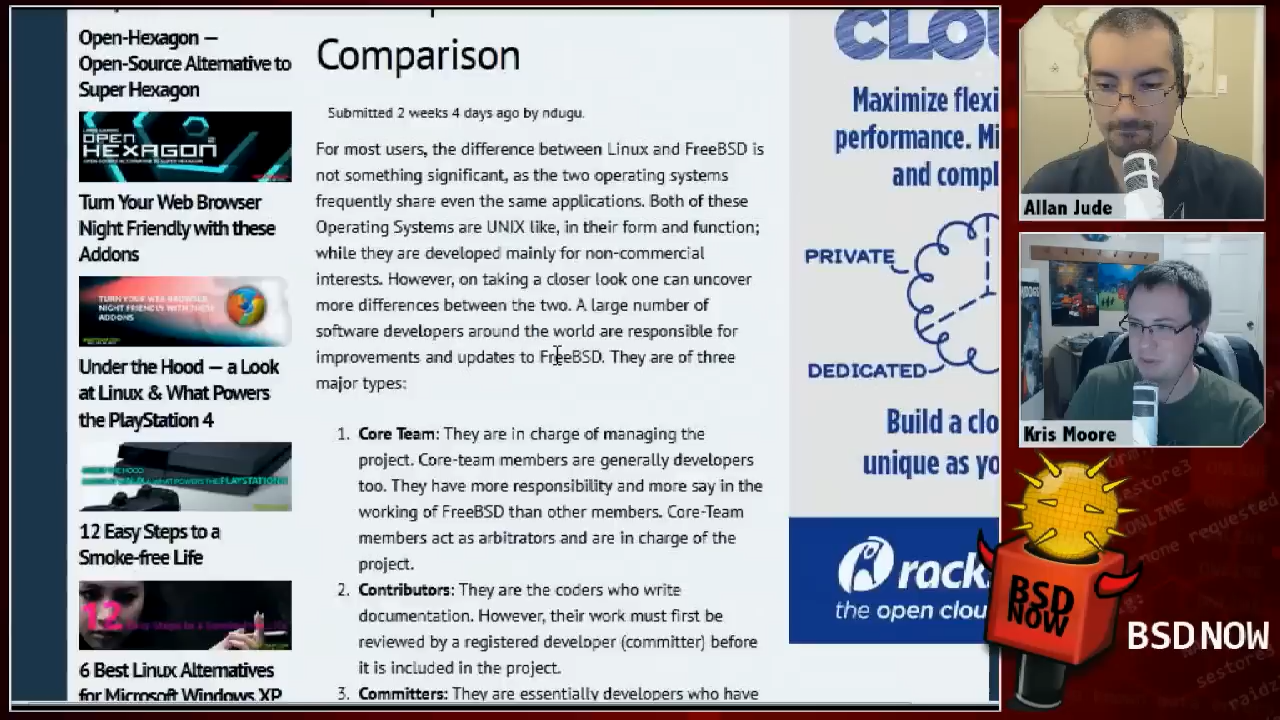 Open-Hexagon —
Open-Source Alternative to
Super Hexagon
OPEN
HEXAGON
Turn Your Web Browser
Night Friendly with these
Addons
TURN YOUR WEB BROWSER
NIGHT FRIENDLY WITH THESE
ADDONS
Under the Hood — a Look
at Linux & What Powers
the PlayStation 4
12 Easy Steps to a
Smoke-free Life
12
6 Best Linux Alternatives
for Microsoft Windows XP
Comparison
Submitted 2 weeks 4 days ago by ndugu.
For most users, the difference between Linux and FreeBSD is
not something significant, as the two operating systems
frequently share even the same applications. Both of these
Operating Systems are UNIX like, in their form and function;
while they are developed mainly for non-commercial
interests. However, on taking a closer look one can uncover
more differences between the two. A large number of
software developers around the world are responsible for
improvements and updates to FreeBSD. They are of three
major types:
1. Core Team: They are in charge of managing the
project. Core-team members are generally developers
too. They have more responsibility and more say in the
working of FreeBSD than other members. Core-Team
members act as arbitrators and are in charge of the
project.
2. Contributors: They are the coders who write
documentation. However, their work must first be
reviewed by a registered developer (committer) before
it is included in the project.
3. Committers: They are essentially developers who have
CLOU
Maximize flexi
performance. Mi
and compl
PRIVATE
DEDICATED
Build a clo
unique as yo
rack
the open clou
Allan Jude
Kris Moore
BSD
NOW
BSD NOW